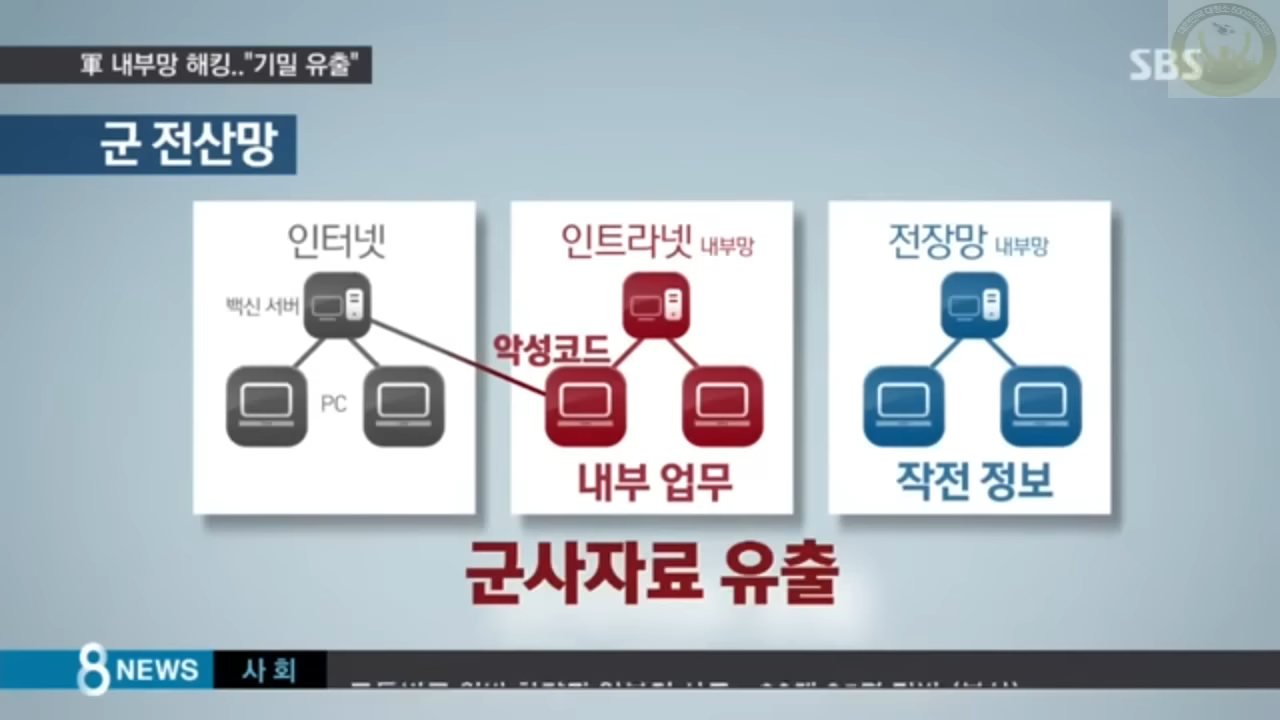 軍 내부망 해킹.."기밀 유출"
SBS
군 전산망
인터넷
백신 서버
PC
악성코드
인트라넷 내부망
내부 업무
전장망 내부망
작전 정보
군사자료 유출
8 NEWS
사회